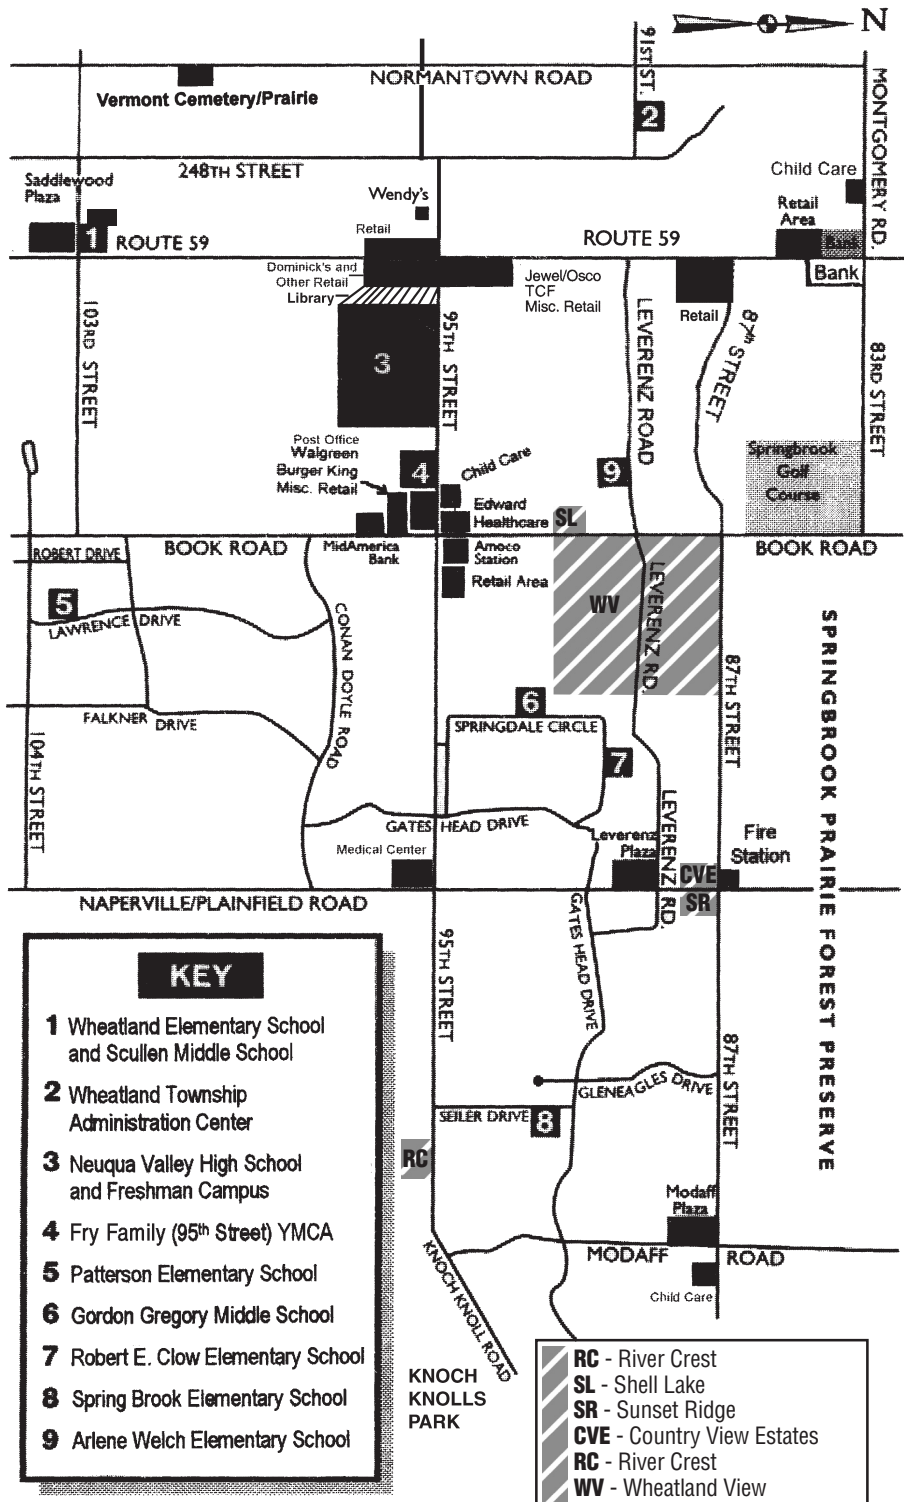 N
91ST ST.
NORMANTOWN ROAD
Vermont Cemetery/Prairie
2
MONTGOMERY RD.
248TH STREET
Child Care
Saddlewood
Plaza
Wendy's
Retail
Area
1
ROUTE 59
Retail
ROUTE 59
Bank
Dominick's and
Other Retail
Library
Jewel/Osco
TCF
Misc. Retail
Bank
Retail
103RD STREET
3
95TH STREET
LEVERENZ ROAD
87th STREET
83RD STREET
Post Office
Walgreen
Burger King
Misc. Retail
4
Child Care
9
Springbrook
Golf
Course
Edward
Healthcare
SL
BOOK ROAD
MidAmerica
Bank
Amoco
Station
BOOK ROAD
ROBERT DRIVE
Retail Area
5
LAWRENCE DRIVE
CONAN DOYLE ROAD
WV
LEVERENZ RD.
87TH STREET
SPRINGBROOK PRAIRIE FOREST PRESERVE
6
FALKNER DRIVE
SPRINGDALE CIRCLE
104TH STREET
7
GATES HEAD DRIVE
LEVERENZ RD.
Medical Center
Leverenz
Plaza
Fire
Station
CVE
SR
NAPERVILLE/PLAINFIELD ROAD
95TH STREET
GATES HEAD DRIVE
87TH STREET
GLENEAGLES DRIVE
SEILER DRIVE
8
RC
Modaff
Plaza
MODAFF ROAD
KNOCH KNOLL ROAD
Child Care
KNOCH
KNOLLS
PARK
KEY
1 Wheatland Elementary School
and Scullen Middle School
2 Wheatland Township
Administration Center
3 Neuqua Valley High School
and Freshman Campus
4 Fry Family (95th Street) YMCA
5 Patterson Elementary School
6 Gordon Gregory Middle School
7 Robert E. Clow Elementary School
8 Spring Brook Elementary School
9 Arlene Welch Elementary School
RC - River Crest
SL - Shell Lake
SR - Sunset Ridge
CVE - Country View Estates
RC - River Crest
WV - Wheatland View